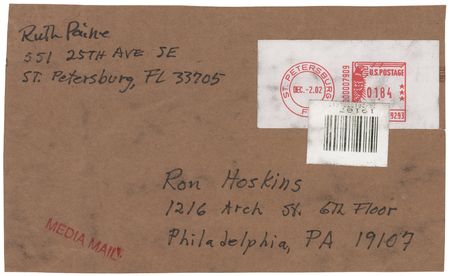 Ruth Paine
551 25TH AVE SE
ST. Petersburg, FL 33705
ST. PETERSBURG
DEC.-2.02
U.S. POSTAGE
0184
Ron Hoskins
1216 Arch St. 6th Floor
Philadelphia, PA 19107
MEDIA MAIL